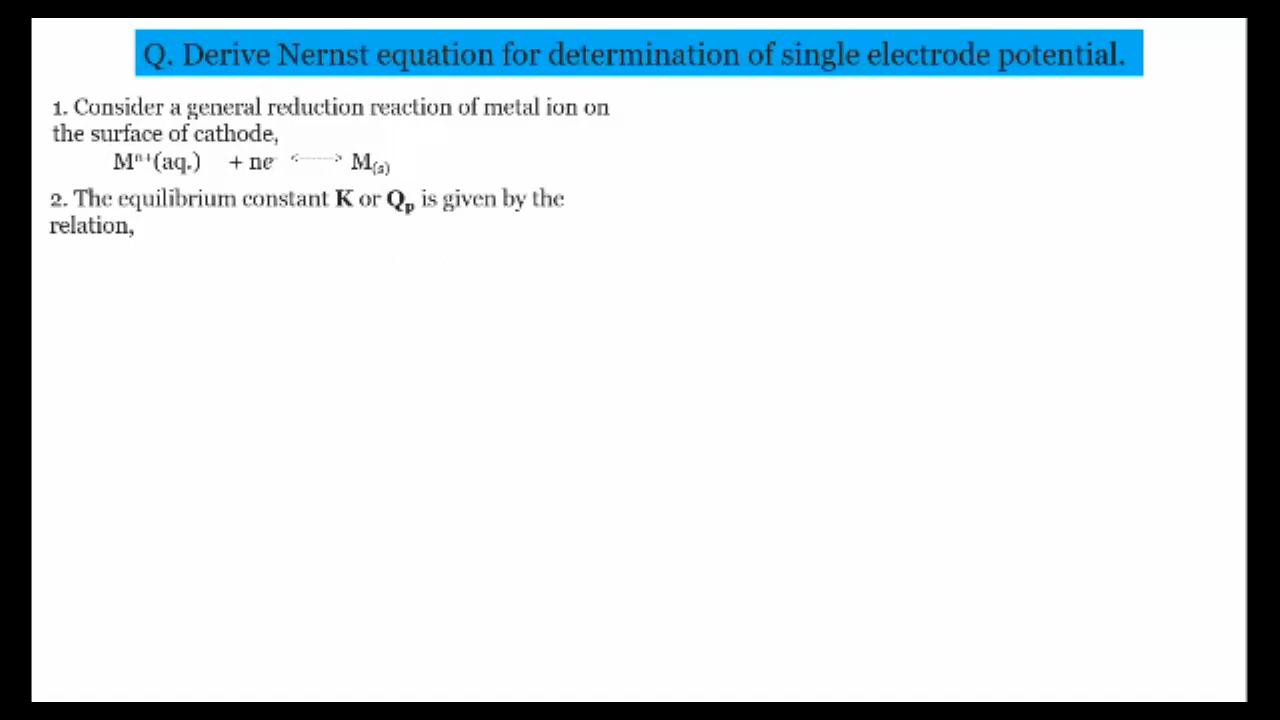 Q. Derive Nernst equation for determination of single electrode potential.
1. Consider a general reduction reaction of metal ion on
the surface of cathode,
Mⁿ⁺(aq.) + ne⁻ <------> M₍ₛ₎
2. The equilibrium constant K or Qₚ is given by the
relation,